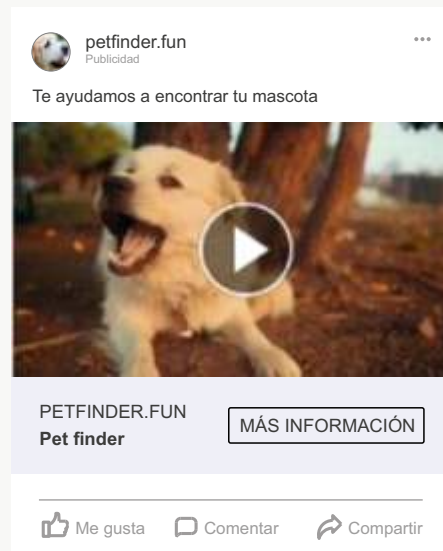 petfinder.fun
Publicidad
Te ayudamos a encontrar tu mascota
PETFINDER.FUN
Pet finder
MÁS INFORMACIÓN
Me gusta
Comentar
Compartir